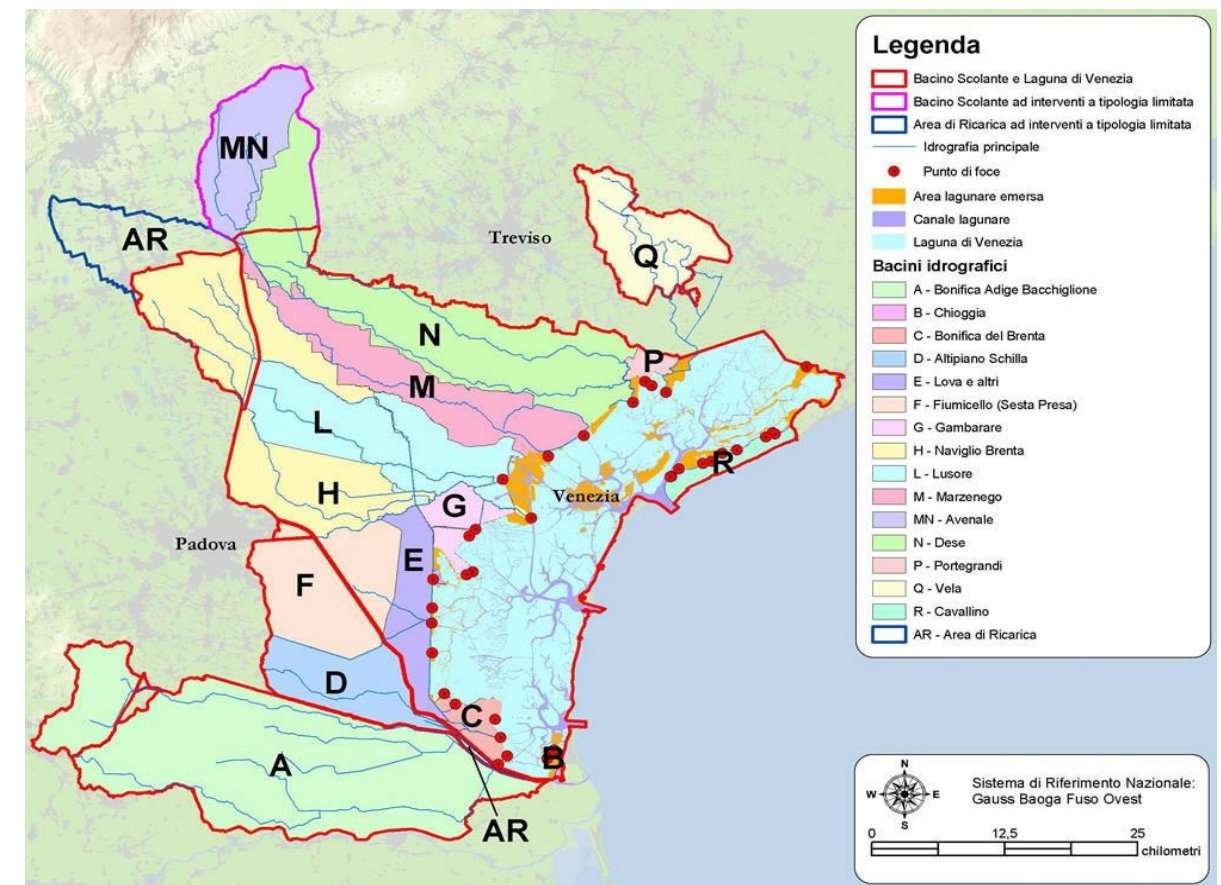 Legenda
Bacino Scolante e Laguna di Venezia
Bacino Scolante ad interventi a tipologia limitata
Area di Ricarica ad interventi a tipologia limitata
Idrografia principale
Punto di foce
Area lagunare emersa
Canale lagunare
Laguna di Venezia
Bacini idrografici
A - Bonifica Adige Bacchiglione
B - Chioggia
C - Bonifica del Brenta
D - Altipiano Schilla
E - Lova e altri
F - Fiumicello (Sesta Presa)
G - Gambarare
H - Naviglio Brenta
L - Lusore
M - Marzenego
MN - Avenale
N - Dese
P - Portegrandi
Q - Vela
R - Cavallino
AR - Area di Ricarica
MN
AR
Treviso
Q
N
P
M
L
R
H
G
Venezia
Padova
E
F
D
C
B
A
AR
N
W
E
S
Sistema di Riferimento Nazionale:
Gauss Baoga Fuso Ovest
0 12,5 25
chilometri